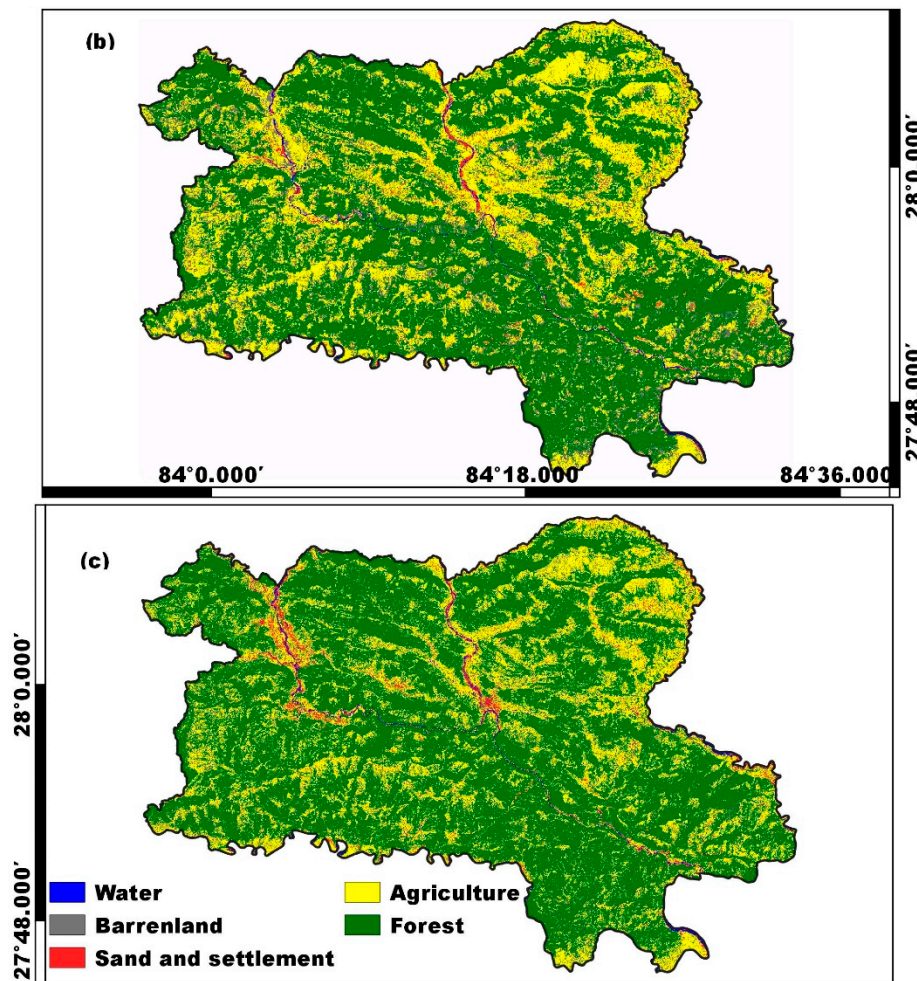 (b)
28°0.000′
27°48.000′
84°0.000′ 84°18.000′ 84°36.000′
(c)
28°0.000′
27°48.000′
Water Agriculture
Barrenland Forest
Sand and settlement